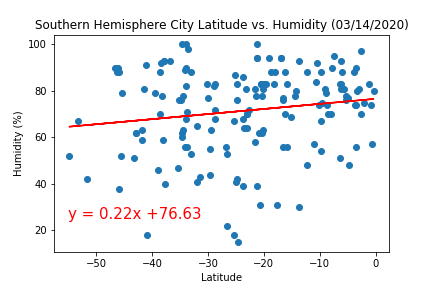 Southern Hemisphere City Latitude vs. Humidity (03/14/2020)
100
80
60
40
20
Humidity (%)
y = 0.22x +76.63
−50
−40
−30
−20
−10
0
Latitude